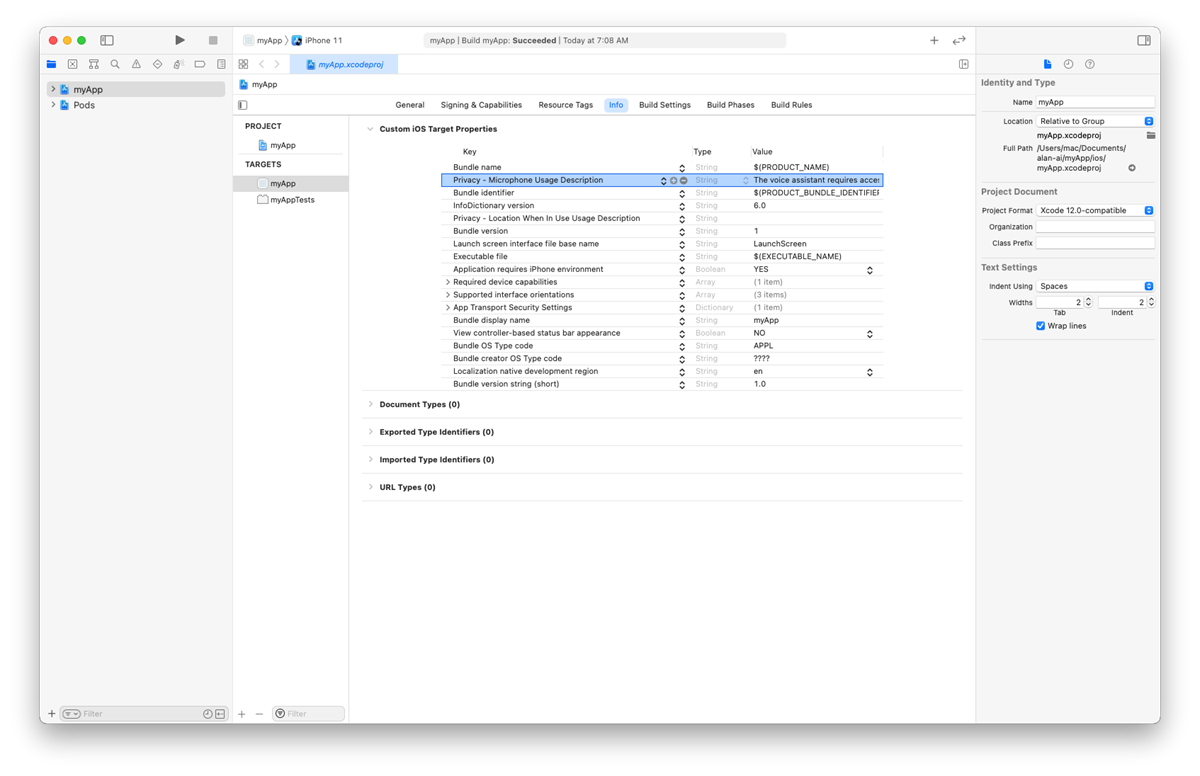 myApp 〉 iPhone 11
myApp | Build myApp: Succeeded | Today at 7:08 AM
myApp.xcodeproj
myApp
Pods
myApp
General Signing & Capabilities Resource Tags Info Build Settings Build Phases Build Rules
PROJECT
myApp
TARGETS
myApp
myAppTests
Custom iOS Target Properties
Key Type Value
Bundle name String $(PRODUCT_NAME)
Privacy - Microphone Usage Description String The voice assistant requires acces
Bundle identifier String $(PRODUCT_BUNDLE_IDENTIFIER
InfoDictionary version String 6.0
Privacy - Location When In Use Usage Description String
Bundle version String 1
Launch screen interface file base name String LaunchScreen
Executable file String $(EXECUTABLE_NAME)
Application requires iPhone environment Boolean YES
Required device capabilities Array (1 item)
Supported interface orientations Array (3 items)
App Transport Security Settings Dictionary (1 item)
Bundle display name String myApp
View controller-based status bar appearance Boolean NO
Bundle OS Type code String APPL
Bundle creator OS Type code String ????
Localization native development region String en
Bundle version string (short) String 1.0
Document Types (0)
Exported Type Identifiers (0)
Imported Type Identifiers (0)
URL Types (0)
Filter
Filter
Identity and Type
Name myApp
Location Relative to Group
myApp.xcodeproj
Full Path /Users/mac/Documents/
alan-ai/myApp/ios/
myApp.xcodeproj
Project Document
Project Format Xcode 12.0-compatible
Organization
Class Prefix
Text Settings
Indent Using Spaces
Widths 2 2
Tab Indent
Wrap lines